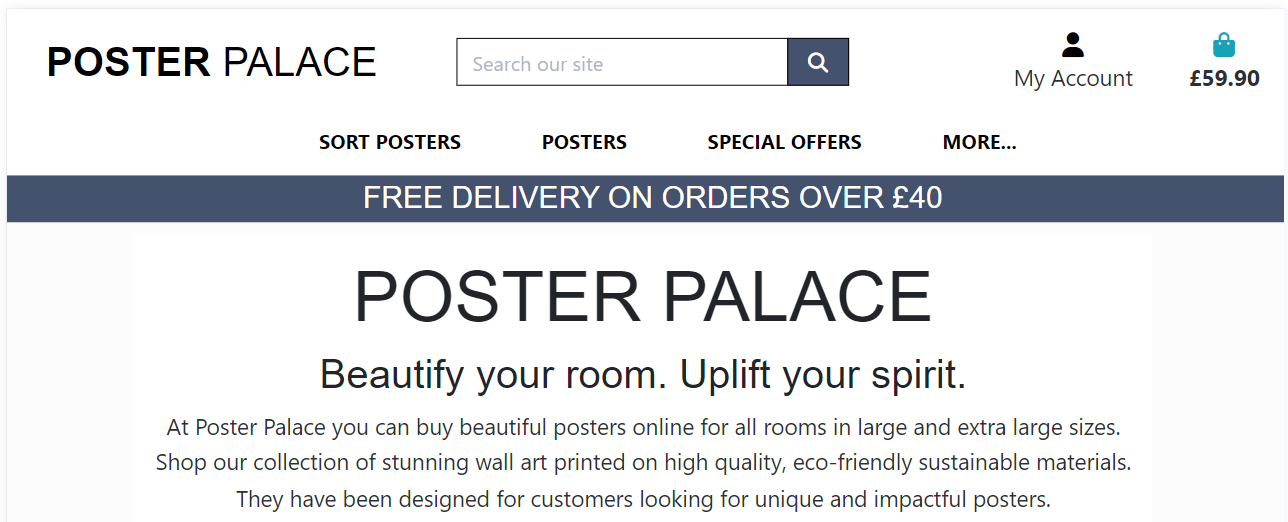 POSTER PALACE
Search our site
My Account
£59.90
SORT POSTERS
POSTERS
SPECIAL OFFERS
MORE...
FREE DELIVERY ON ORDERS OVER £40
POSTER PALACE
Beautify your room. Uplift your spirit.
At Poster Palace you can buy beautiful posters online for all rooms in large and extra large sizes.
Shop our collection of stunning wall art printed on high quality, eco-friendly sustainable materials.
They have been designed for customers looking for unique and impactful posters.